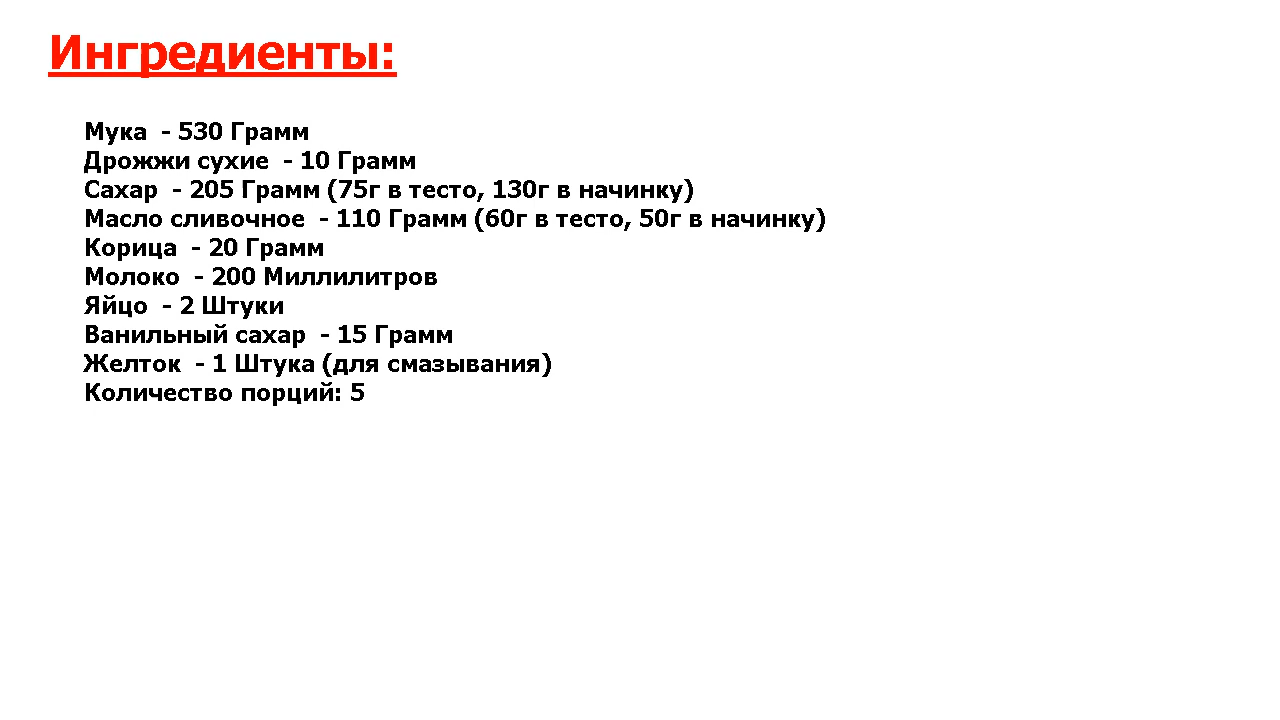 Ингредиенты:
Мука  - 530 Грамм
Дрожжи сухие  - 10 Грамм
Сахар  - 205 Грамм (75г в тесто, 130г в начинку)
Масло сливочное  - 110 Грамм (60г в тесто, 50г в начинку)
Корица  - 20 Грамм
Молоко  - 200 Миллилитров
Яйцо  - 2 Штуки
Ванильный сахар  - 15 Грамм
Желток  - 1 Штука (для смазывания)
Количество порций: 5